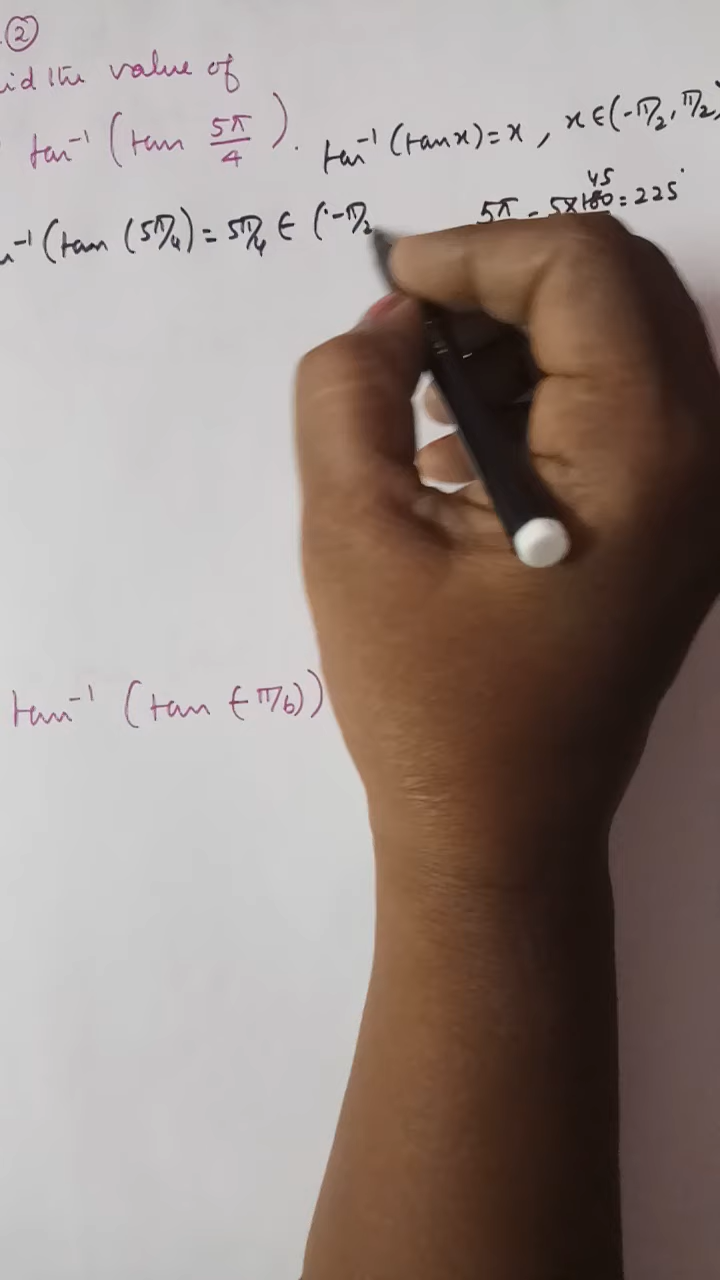 ②
id the value of
tan⁻¹ (tan 5π/4). tan⁻¹ (tan x) = x , x ∈ (-π/2, π/2)
⁻¹ (tan (5π/4) = 5π/4 ∈ (-π/2
5π = 5×180 = 225°
45
tan⁻¹ (tan (-π/6))